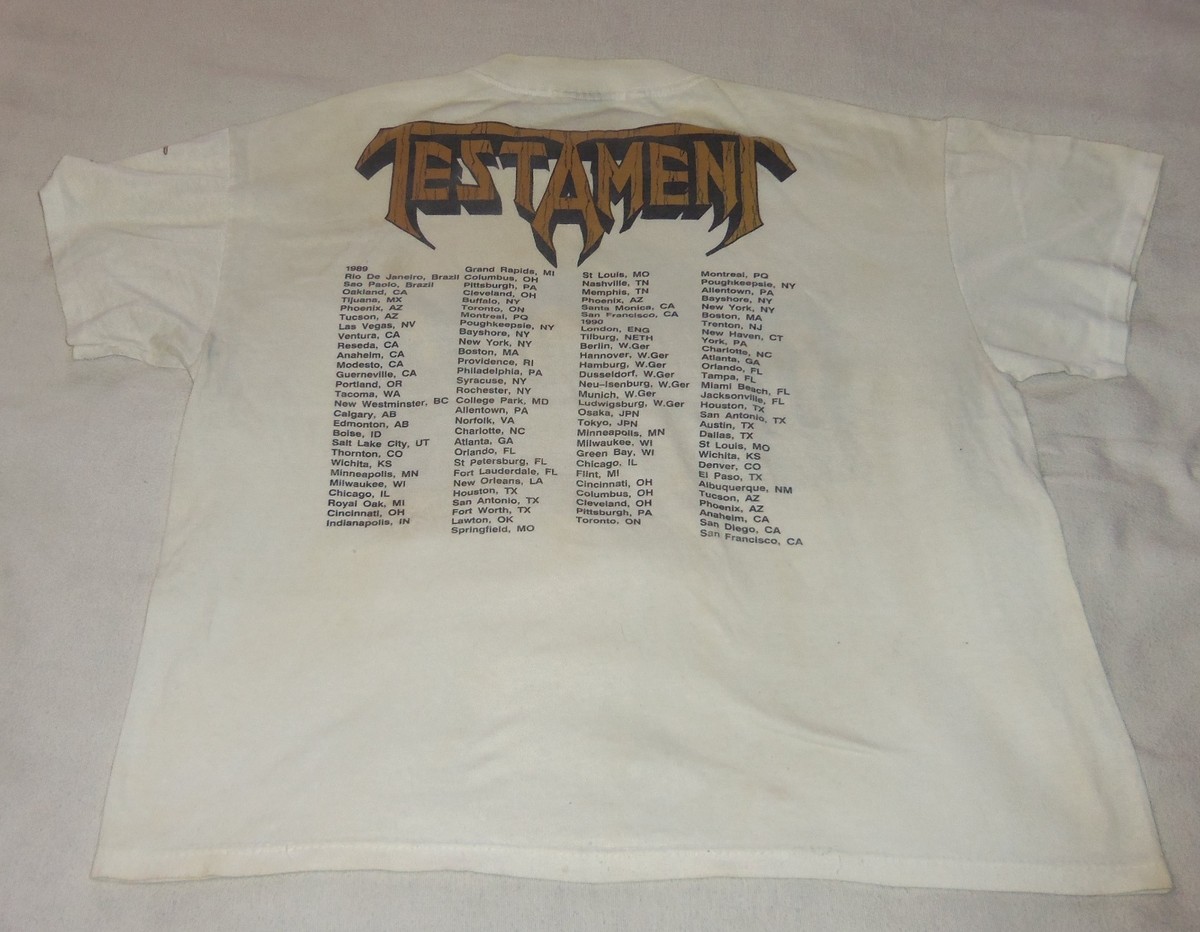 TESTAMENT
1989
Rio De Janeiro, Brazil
Sao Paolo, Brazil
Oakland, CA
Tijuana, MX
Phoenix, AZ
Tucson, AZ
Las Vegas, NV
Ventura, CA
Reseda, CA
Anaheim, CA
Modesto, CA
Guerneville, CA
Portland, OR
Tacoma, WA
New Westminster, BC
Calgary, AB
Edmonton, AB
Boise, ID
Salt Lake City, UT
Thornton, CO
Wichita, KS
Minneapolis, MN
Milwaukee, WI
Chicago, IL
Royal Oak, MI
Cincinnati, OH
Indianapolis, IN
Grand Rapids, MI
Columbus, OH
Pittsburgh, PA
Cleveland, OH
Buffalo, NY
Toronto, ON
Montreal, PQ
Poughkeepsie, NY
Bayshore, NY
New York, NY
Boston, MA
Providence, RI
Philadelphia, PA
Syracuse, NY
Rochester, NY
College Park, MD
Allentown, PA
Norfolk, VA
Charlotte, NC
Atlanta, GA
Orlando, FL
St Petersburg, FL
Fort Lauderdale, FL
New Orleans, LA
Houston, TX
San Antonio, TX
Fort Worth, TX
Lawton, OK
Springfield, MO
St Louis, MO
Nashville, TN
Memphis, TN
Phoenix, AZ
Santa Monica, CA
San Francisco, CA
1990
London, ENG
Tilburg, NETH
Berlin, W.Ger
Hannover, W.Ger
Hamburg, W.Ger
Dusseldorf, W.Ger
Neu-Isenburg, W.Ger
Munich, W.Ger
Ludwigsburg, W.Ger
Osaka, JPN
Tokyo, JPN
Minneapolis, MN
Milwaukee, WI
Green Bay, WI
Chicago, IL
Flint, MI
Cincinnati, OH
Columbus, OH
Cleveland, OH
Pittsburgh, PA
Toronto, ON
Montreal, PQ
Poughkeepsie, NY
Allentown, PA
Bayshore, NY
New York, NY
Boston, MA
Trenton, NJ
New Haven, CT
York, PA
Charlotte, NC
Atlanta, GA
Orlando, FL
Tampa, FL
Miami Beach, FL
Jacksonville, FL
Houston, TX
San Antonio, TX
Austin, TX
Dallas, TX
St Louis, MO
Wichita, KS
Denver, CO
El Paso, TX
Albuquerque, NM
Tucson, AZ
Phoenix, AZ
Anaheim, CA
San Diego, CA
San Francisco, CA